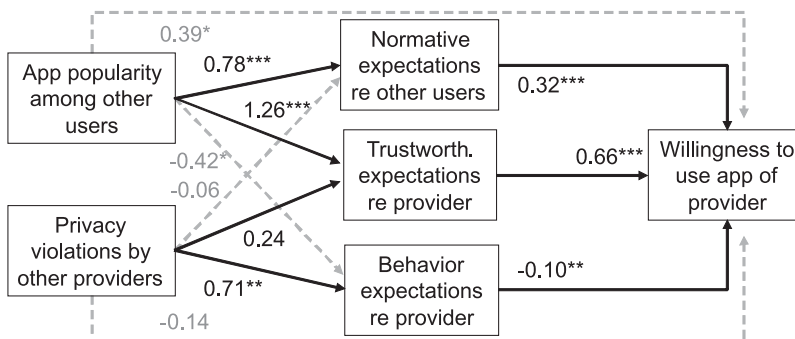 0.39*
App popularity
among other
users
0.78***
1.26***
-0.42*
-0.06
Privacy
violations by
other providers
0.24
0.71**
-0.14
Normative
expectations
re other users
0.32***
Trustworth.
expectations
re provider
0.66***
Behavior
expectations
re provider
-0.10**
Willingness to
use app of
provider